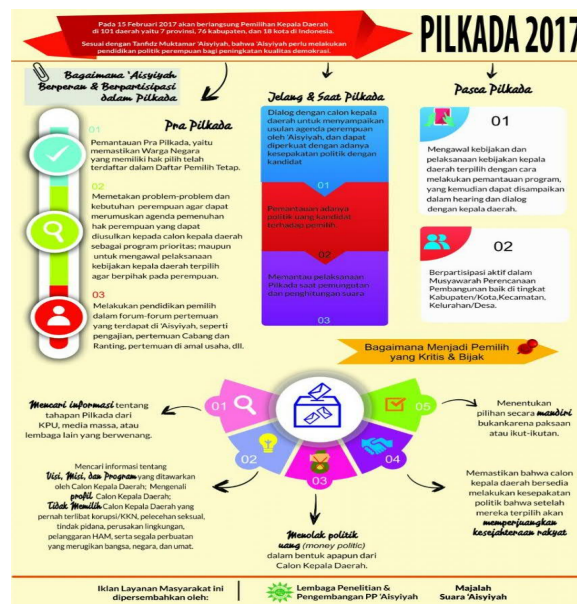 Pada 15 Februari 2017 akan berlangsung Pemilihan Kepala Daerah
di 101 daerah yaitu 7 provinsi, 76 kabupaten, dan 18 kota di Indonesia.
Sesuai dengan Tanfidz Muktamar 'Aisyiyah, bahwa 'Aisyiyah perlu melakukan
pendidikan politik perempuan bagi peningkatan kualitas demokrasi.
PILKADA 2017
Bagaimana 'Aisyiyah
Berperan & Berpartisipasi
dalam Pilkada
Pra Pilkada
01
Pemantauan Pra Pilkada, yaitu
memastikan Warga Negara
yang memiliki hak pilih telah
terdaftar dalam Daftar Pemilih Tetap.
02
Memetakan problem-problem dan
kebutuhan perempuan agar dapat
merumuskan agenda pemenuhan
hak perempuan yang dapat
diusulkan kepada calon kepala daerah
sebagai program prioritas; maupun
untuk mengawal pelaksanaan
kebijakan kepala daerah terpilih
agar berpihak pada perempuan.
03
Melakukan pendidikan pemilih
dalam forum-forum pertemuan
yang terdapat di 'Aisyiyah, seperti
pengajian, pertemuan Cabang dan
Ranting, pertemuan di amal usaha, dll.
Jelang & Saat Pilkada
Dialog dengan calon kepala
daerah untuk menyampaikan
usulan agenda perempuan
oleh 'Aisyiyah, dan dapat
diperkuat dengan adanya
kesepakatan politik dengan
kandidat
01
Pemantauan adanya
politik uang kandidat
terhadap pemilih
02
Memantau pelaksanaan
Pilkada saat pemungutan
dan penghitungan suara
03
Pasca Pilkada
01
Mengawal kebijakan dan
pelaksanaan kebijakan kepala
daerah terpilih dengan cara
melakukan pemantauan program,
yang kemudian dapat disampaikan
dalam hearing dan dialog
dengan kepala daerah.
02
Berpartisipasi aktif dalam
Musyawarah Perencanaan
Pembangunan baik di tingkat
Kabupaten/Kota,Kecamatan,
Kelurahan/Desa.
Bagaimana Menjadi Pemilih
yang Kritis & Bijak
01
Mencari informasi tentang
tahapan Pilkada dari
KPU, media massa, atau
lembaga lain yang berwenang.
02
Mencari informasi tentang
Visi, Misi, dan Program yang ditawarkan
oleh Calon Kepala Daerah; Mengenali
profil Calon Kepala Daerah;
Tidak Memilih Calon Kepala Daerah yang
pernah terlibat korupsi/KKN, pelecehan seksual,
tindak pidana, perusakan lingkungan,
pelanggaran HAM, serta segala perbuatan
yang merugikan bangsa, negara, dan umat.
03
Menolak politik
uang (money politic)
dalam bentuk apapun dari
Calon Kepala Daerah.
04
Memastikan bahwa calon
kepala daerah bersedia
melakukan kesepakatan
politik bahwa setelah
mereka terpilih akan
memperjuangkan
kesejahteraan rakyat
05
Menentukan
pilihan secara mandiri
bukankarena paksaan
atau ikut-ikutan.
Iklan Layanan Masyarakat ini
dipersembahkan oleh:
Lembaga Penelitian &
Pengembangan PP 'Aisyiyah
Majalah
Suara 'Aisyiyah